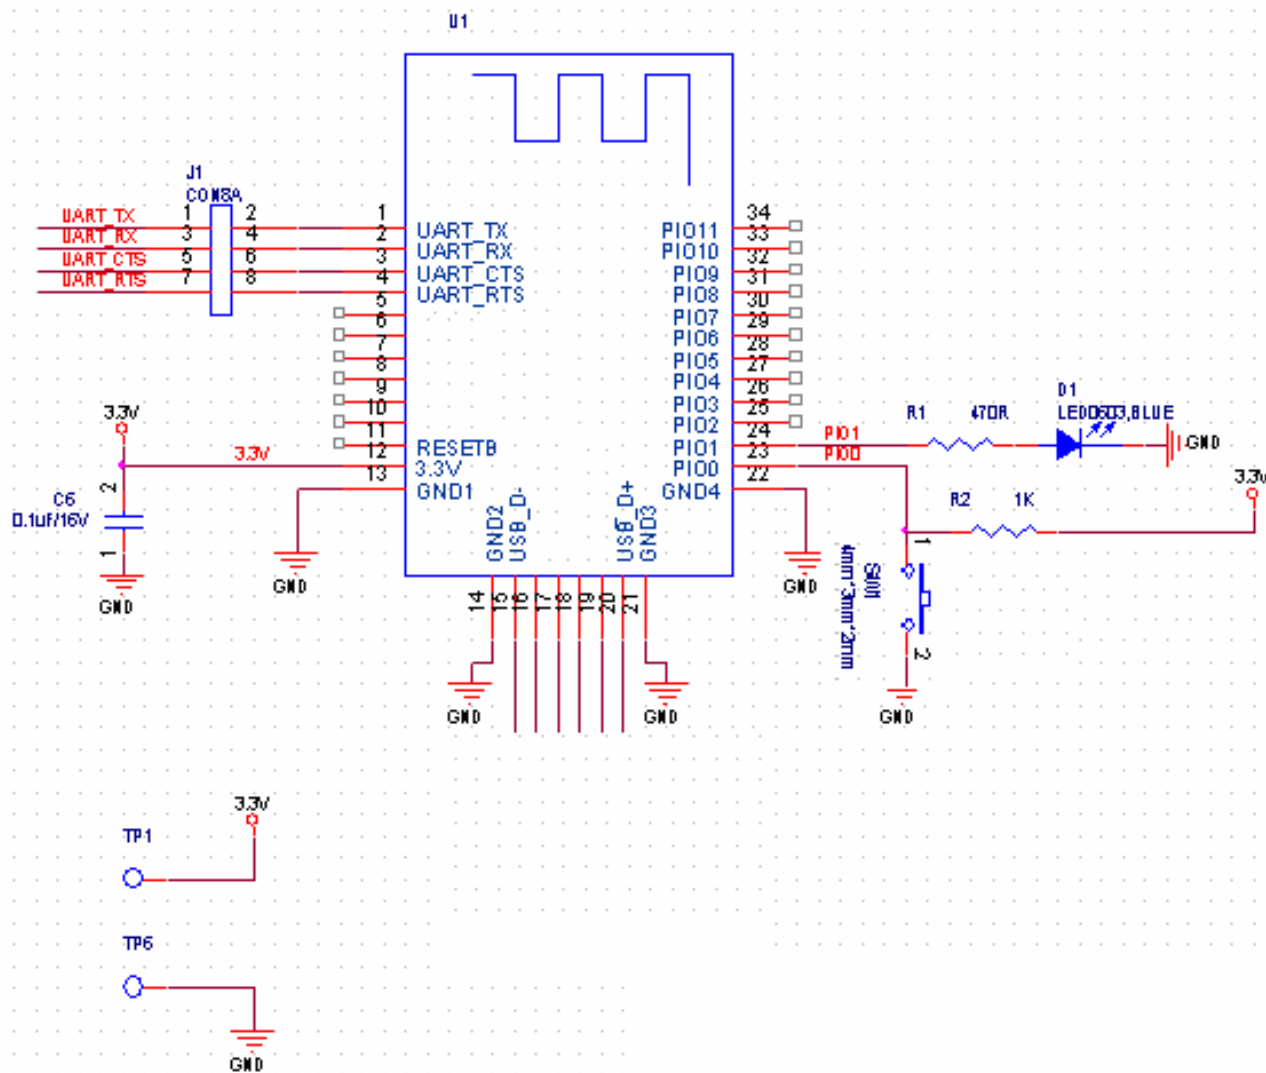 U1
J1
CON8A
UART_TX
1
2
UART_RX
3
4
UART_CTS
5
6
UART_RTS
7
8
1
UART_TX
2
UART_RX
3
UART_CTS
4
UART_RTS
5
6
7
8
9
10
11
RESETB
12
3.3V
13
GND1
34
PIO11
33
PIO10
32
PIO9
31
PIO8
30
PIO7
29
PIO6
28
PIO5
27
PIO4
26
PIO3
25
PIO2
24
PIO1
23
PIO0
22
GND4
GND2
USB_D-
USB_D+
GND3
14
15
16
17
18
19
20
21
3.3V
3.3V
2
C6
0.1uF/16V
1
GND
GND
GND
GND
GND
PIO1
PIO0
R1
470R
D1
LED0603,BLUE
GND
R2
1K
3.3V
1
SW1
4mm*3mm*2mm
2
GND
TP1
3.3V
TP6
GND